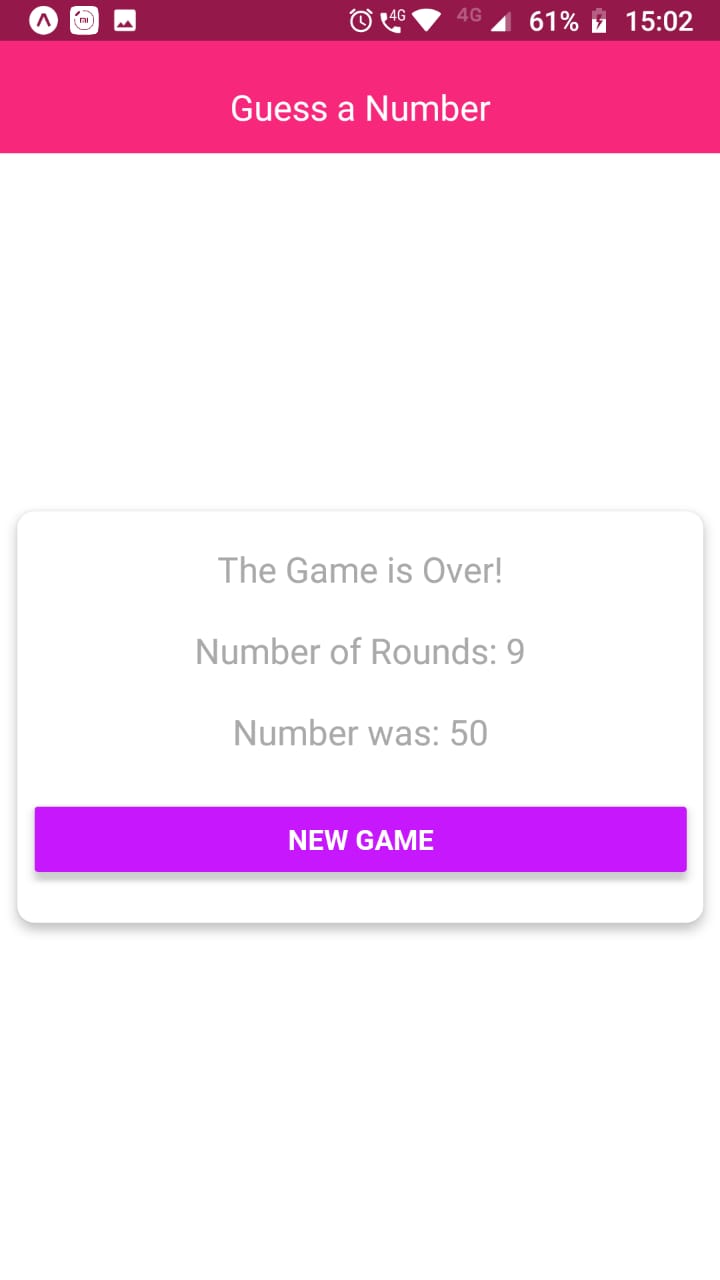 4G 4G 61% 15:02
Guess a Number
The Game is Over!
Number of Rounds: 9
Number was: 50
NEW GAME